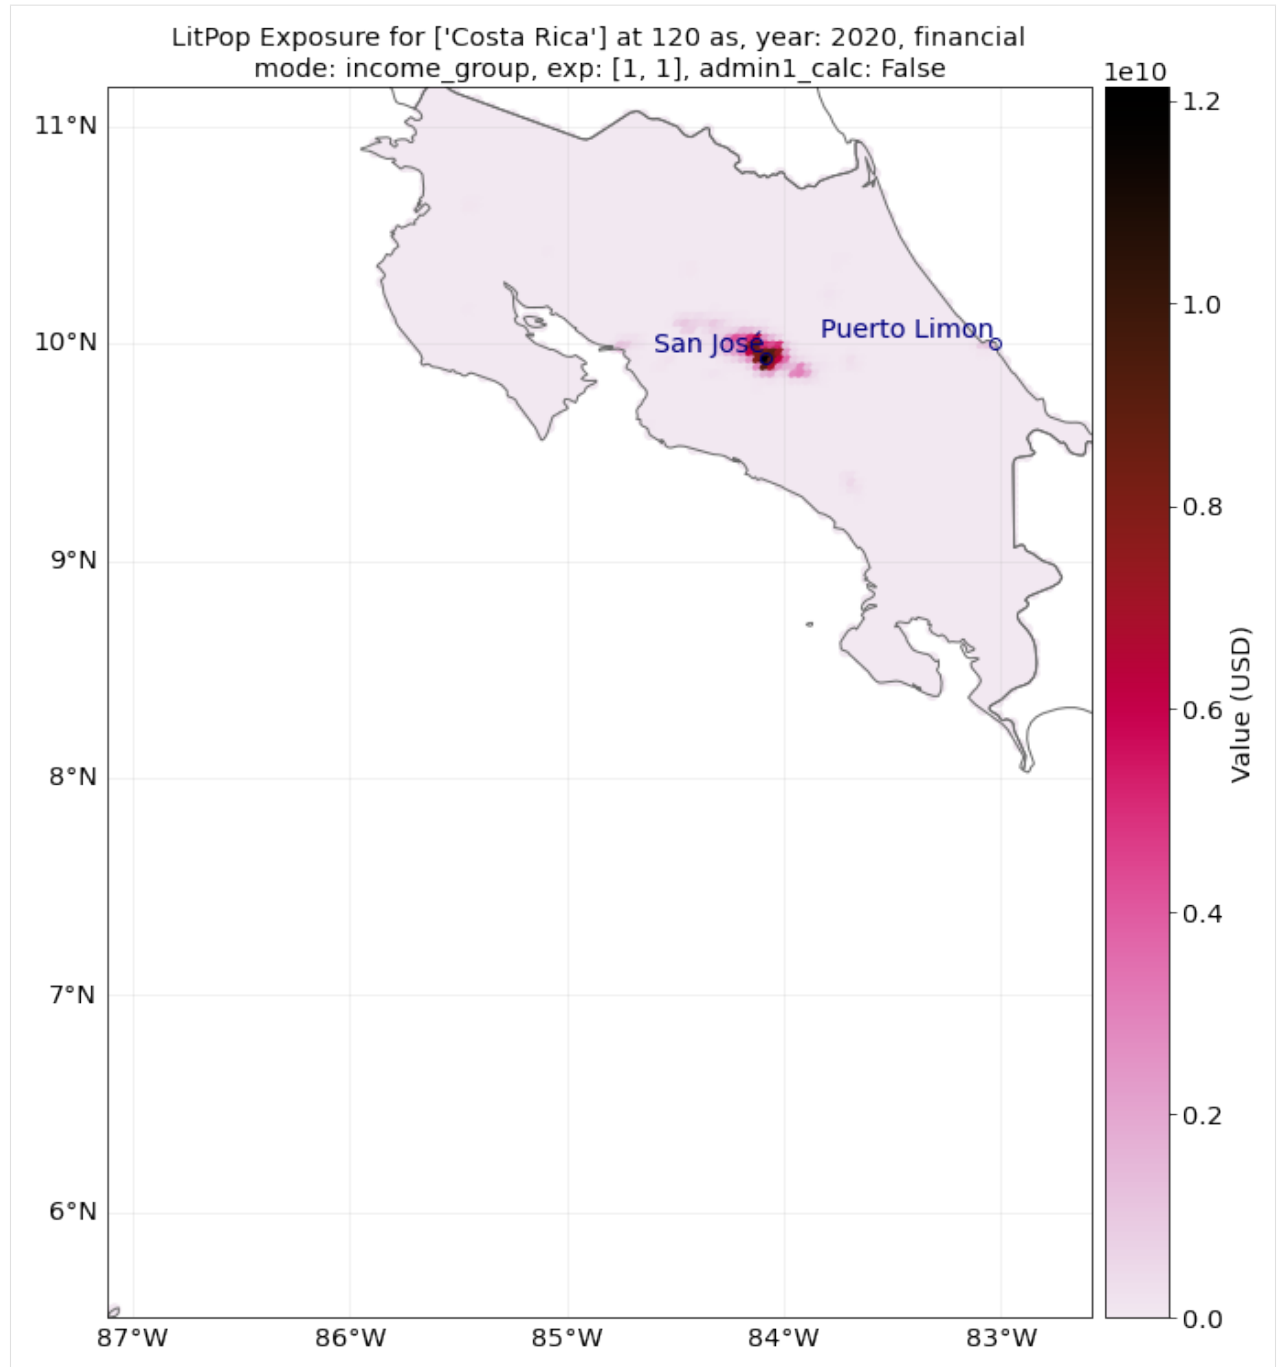 LitPop Exposure for ['Costa Rica'] at 120 as, year: 2020, financial
mode: income_group, exp: [1, 1], admin1_calc: False
1e10
1.2
11°N
1.0
Puerto Limon
10°N
San José
0.8
9°N
0.6
Value (USD)
8°N
0.4
7°N
0.2
6°N
0.0
87°W
86°W
85°W
84°W
83°W